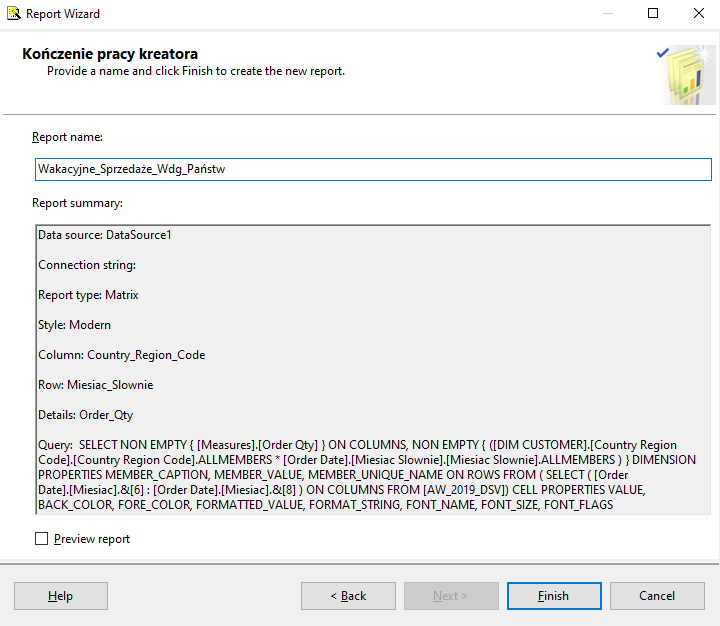 Report Wizard
Kończenie pracy kreatora
Provide a name and click Finish to create the new report.
Report name:
Wakacyjne_Sprzedaże_Wdg_Państw
Report summary:
Data source: DataSource1
Connection string:
Report type: Matrix
Style: Modern
Column: Country_Region_Code
Row: Miesiac_Slownie
Details: Order_Qty
Query:  SELECT NON EMPTY { [Measures].[Order Qty] } ON COLUMNS, NON EMPTY { ([DIM CUSTOMER].[Country Region
Code].[Country Region Code].ALLMEMBERS * [Order Date].[Miesiac Slownie].[Miesiac Slownie].ALLMEMBERS ) } DIMENSION
PROPERTIES MEMBER_CAPTION, MEMBER_VALUE, MEMBER_UNIQUE_NAME ON ROWS FROM ( SELECT ( [Order
Date].[Miesiac].&[6] : [Order Date].[Miesiac].&[8] ) ON COLUMNS FROM [AW_2019_DSV]) CELL PROPERTIES VALUE,
BACK_COLOR, FORE_COLOR, FORMATTED_VALUE, FORMAT_STRING, FONT_NAME, FONT_SIZE, FONT_FLAGS
Preview report
Help
< Back
Next >
Finish
Cancel